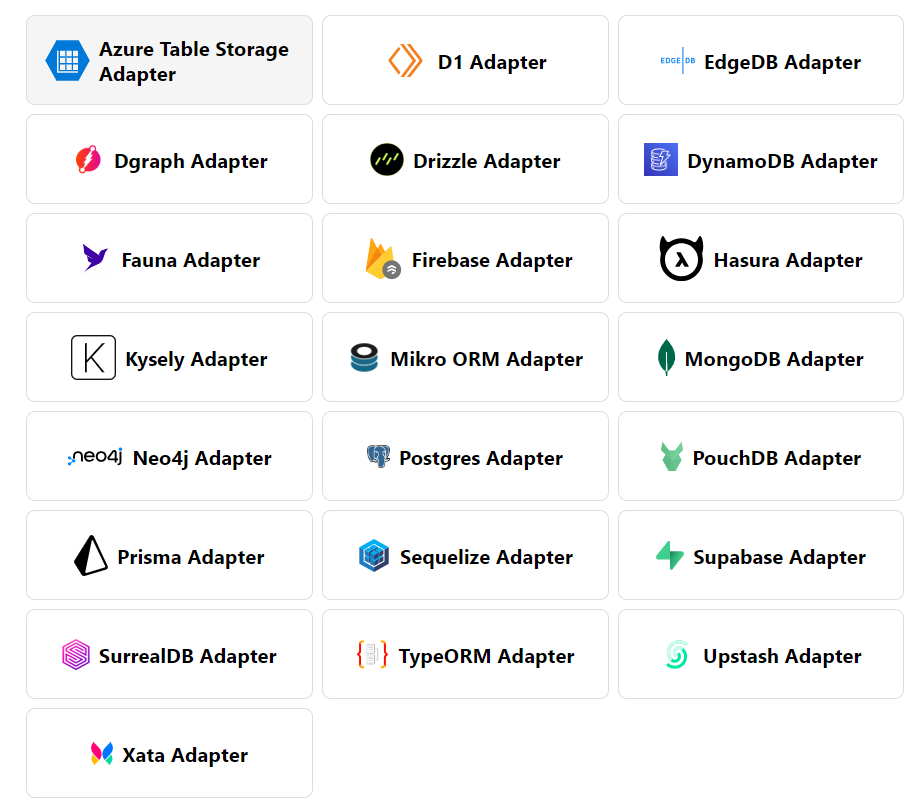 Azure Table Storage
Adapter
D1 Adapter
EDGE DB EdgeDB Adapter
Dgraph Adapter
Drizzle Adapter
DynamoDB Adapter
Fauna Adapter
Firebase Adapter
Hasura Adapter
K Kysely Adapter
Mikro ORM Adapter
MongoDB Adapter
neo4j Neo4j Adapter
Postgres Adapter
PouchDB Adapter
Prisma Adapter
Sequelize Adapter
Supabase Adapter
SurrealDB Adapter
TypeORM Adapter
Upstash Adapter
Xata Adapter